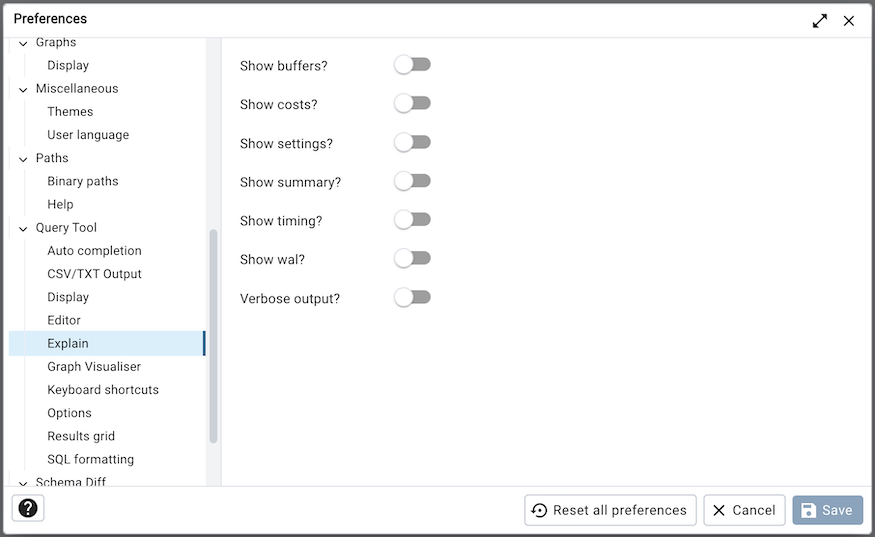 Preferences
Graphs
Display
Miscellaneous
Themes
User language
Paths
Binary paths
Help
Query Tool
Auto completion
CSV/TXT Output
Display
Editor
Explain
Graph Visualiser
Keyboard shortcuts
Options
Results grid
SQL formatting
Schema Diff
Show buffers?
Show costs?
Show settings?
Show summary?
Show timing?
Show wal?
Verbose output?
?
Reset all preferences
Cancel
Save